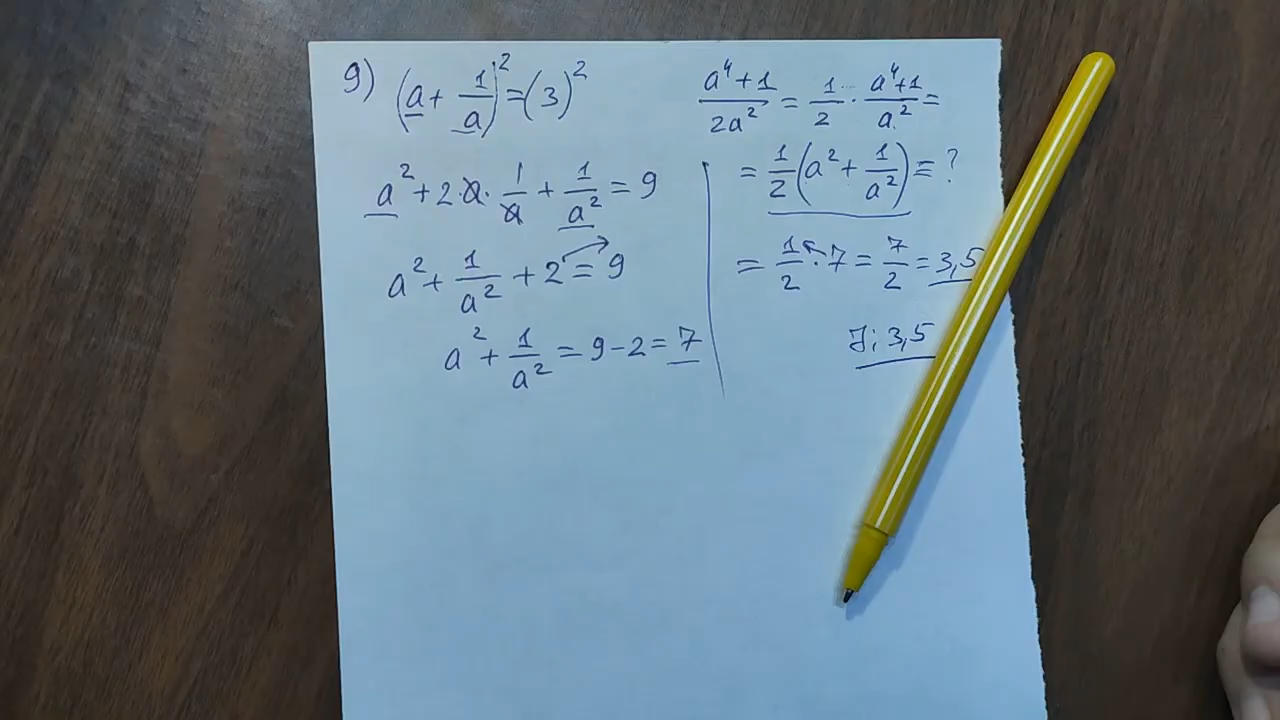 9) (a + 1/a)² = (3)²
a² + 2·a·1/a + 1/a² = 9
a² + 1/a² + 2 = 9
a² + 1/a² = 9 - 2 = 7
(a⁴ + 1)/(2a²) = 1/2 · (a⁴+1)/a² =
= 1/2 (a² + 1/a²) = ?
= 1/2 · 7 = 7/2 = 3,5
J: 3,5